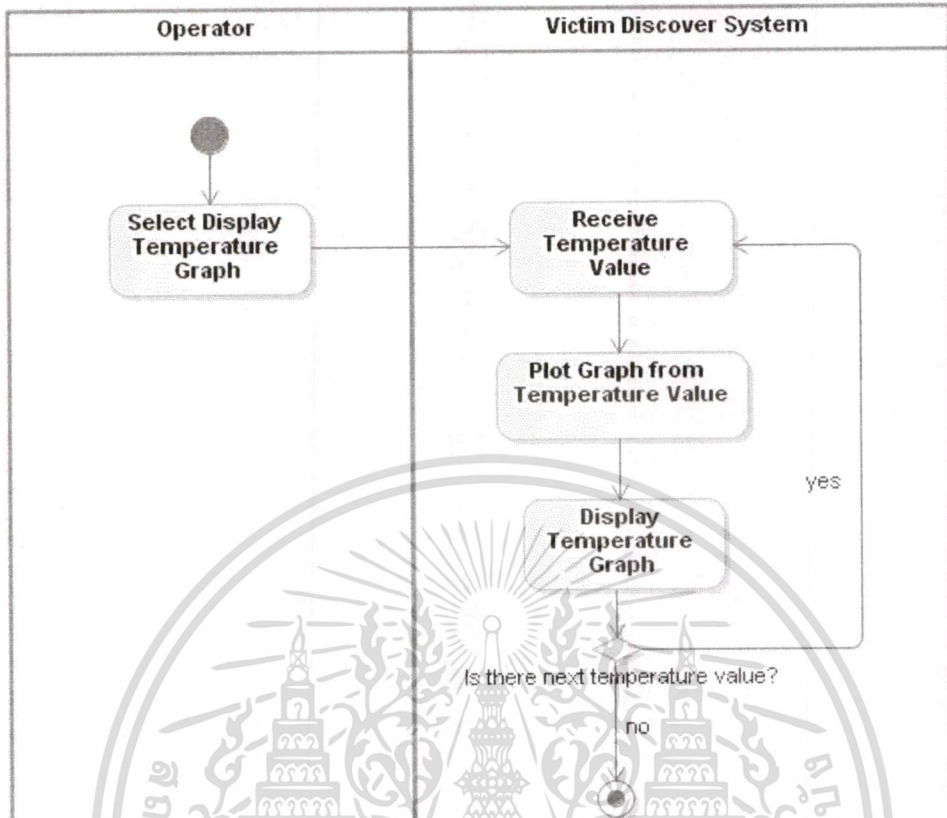 Operator
Victim Discover System
Select Display
Temperature
Graph
Receive
Temperature
Value
Plot Graph from
Temperature Value
Display
Temperature
Graph
yes
Is there next temperature value?
no